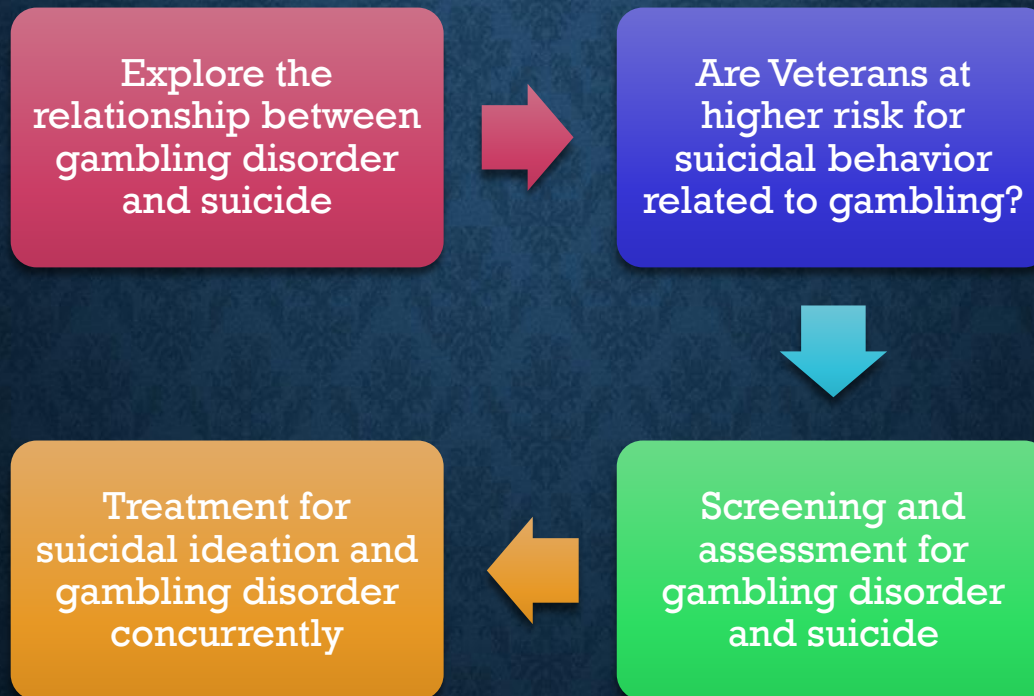 Explore the
relationship between
gambling disorder
and suicide
Are Veterans at
higher risk for
suicidal behavior
related to gambling?
Screening and
assessment for
gambling disorder
and suicide
Treatment for
suicidal ideation and
gambling disorder
concurrently